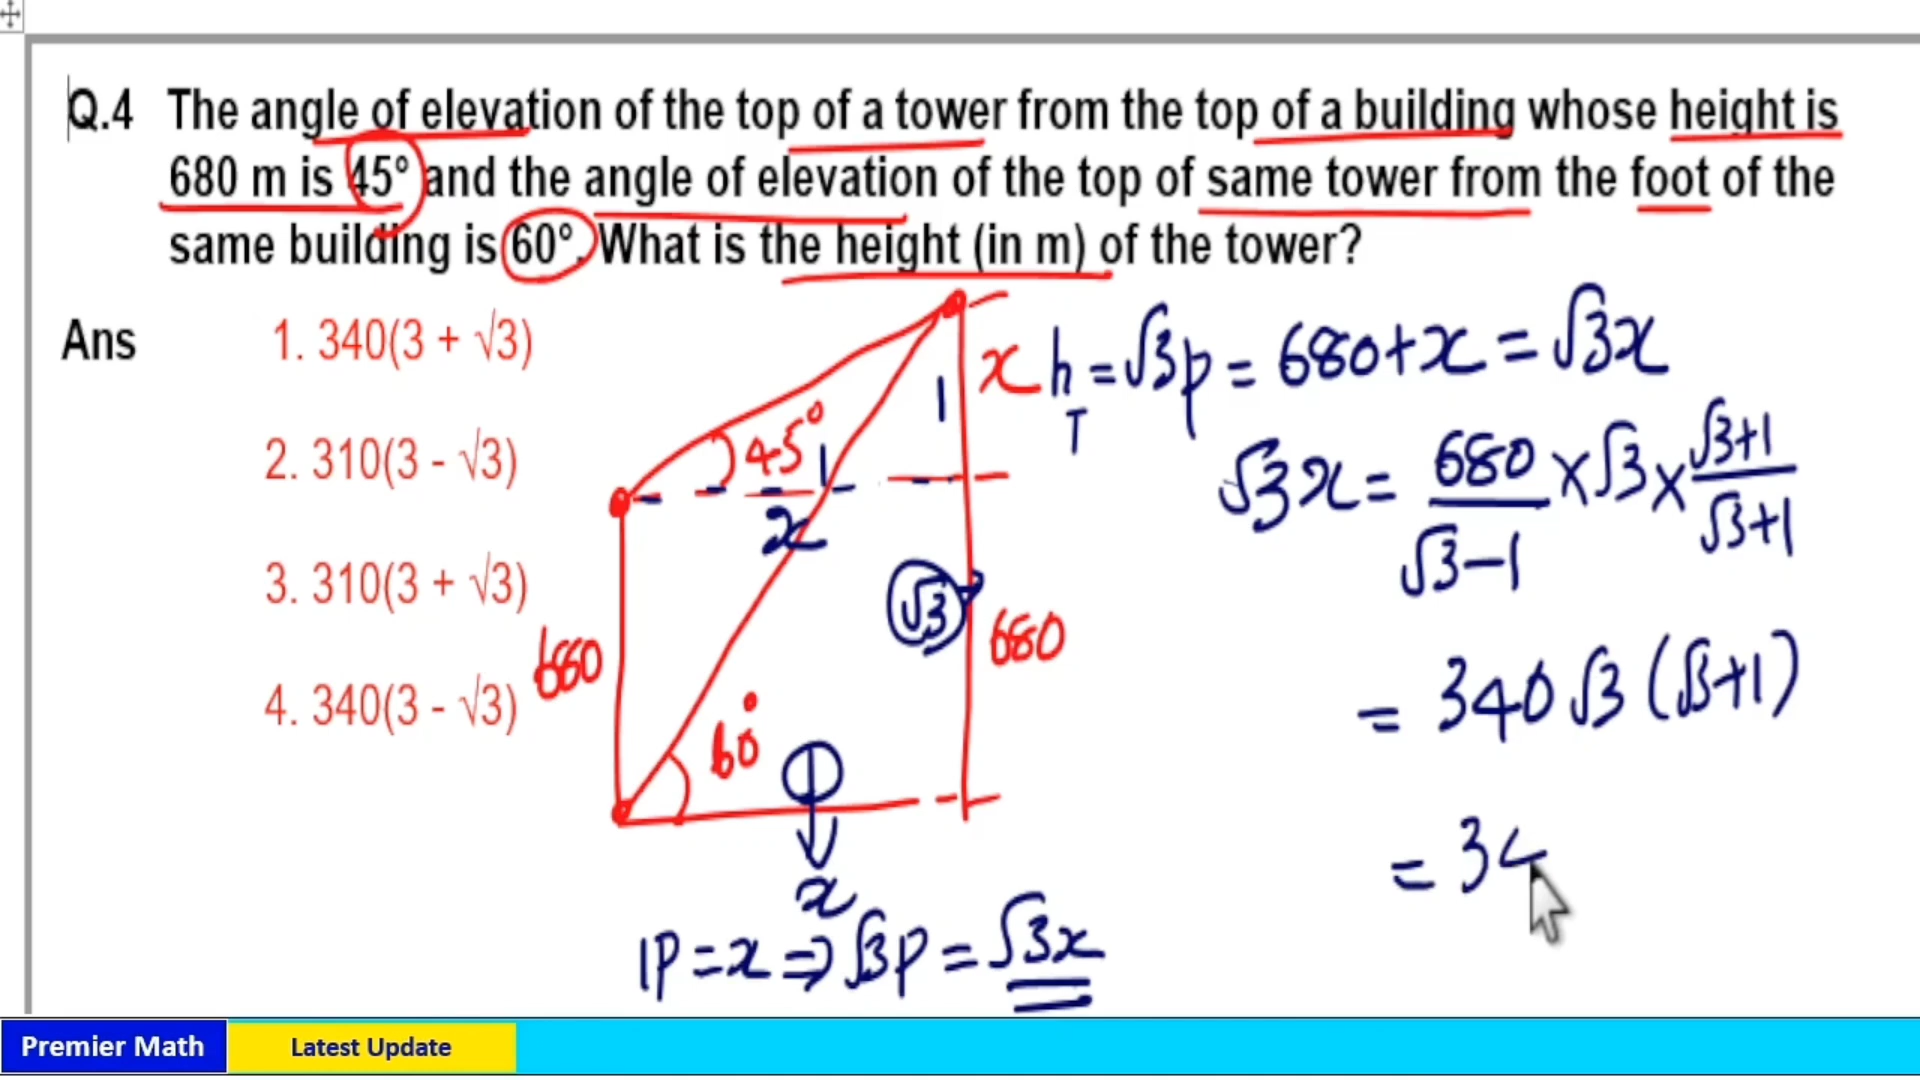 Q.4 The angle of elevation of the top of a tower from the top of a building whose height is
680 m is 45° and the angle of elevation of the top of same tower from the foot of the
same building is 60°. What is the height (in m) of the tower?
Ans 1. 340(3 + √3)
2. 310(3 - √3)
3. 310(3 + √3)
4. 340(3 - √3)
x
1
45°
1
x
√3
680
680
60°
x
1P = x ⇒ √3P = √3x
h = √3p = 680 + x = √3x
T
√3x = 680/(√3-1) × √3 × (√3+1)/(√3+1)
= 340√3(√3+1)
= 34
Premier Math
Latest Update